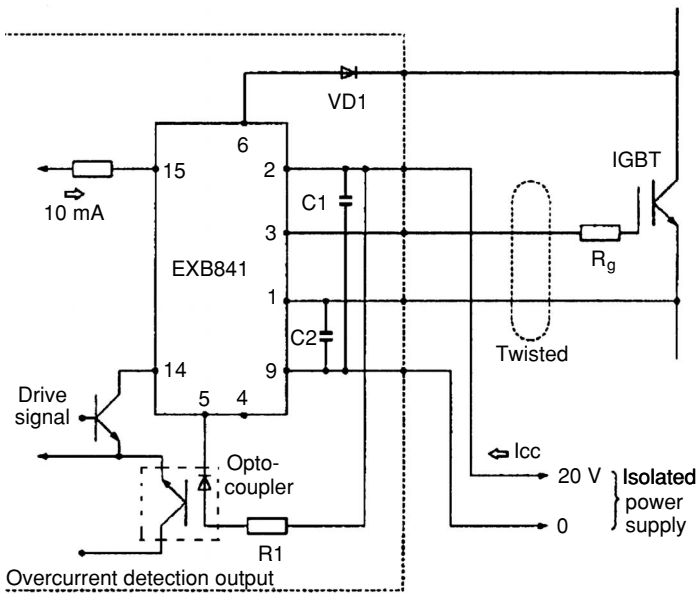 VD1
6
IGBT
15
2
10 mA
C1
3
Rg
EXB841
1
C2
Twisted
14
9
5
4
Drive
signal
Icc
Opto-
coupler
20 V
Isolated
power
supply
0
R1
Overcurrent detection output